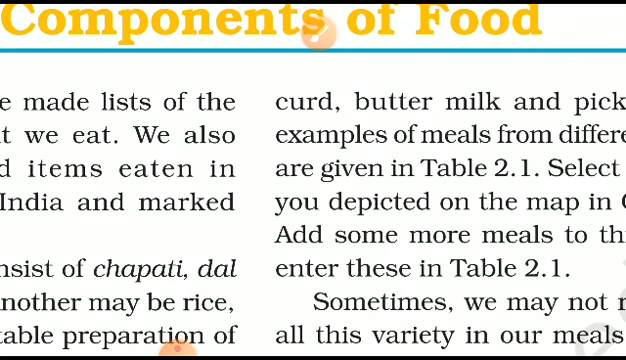 Components of Food
e made lists of the
t we eat. We also
d items eaten in
India and marked
nsist of chapati, dal
nother may be rice,
table preparation of
curd, butter milk and pick
examples of meals from differe
are given in Table 2.1. Select
you depicted on the map in
Add some more meals to th
enter these in Table 2.1.
Sometimes, we may not
all this variety in our meals